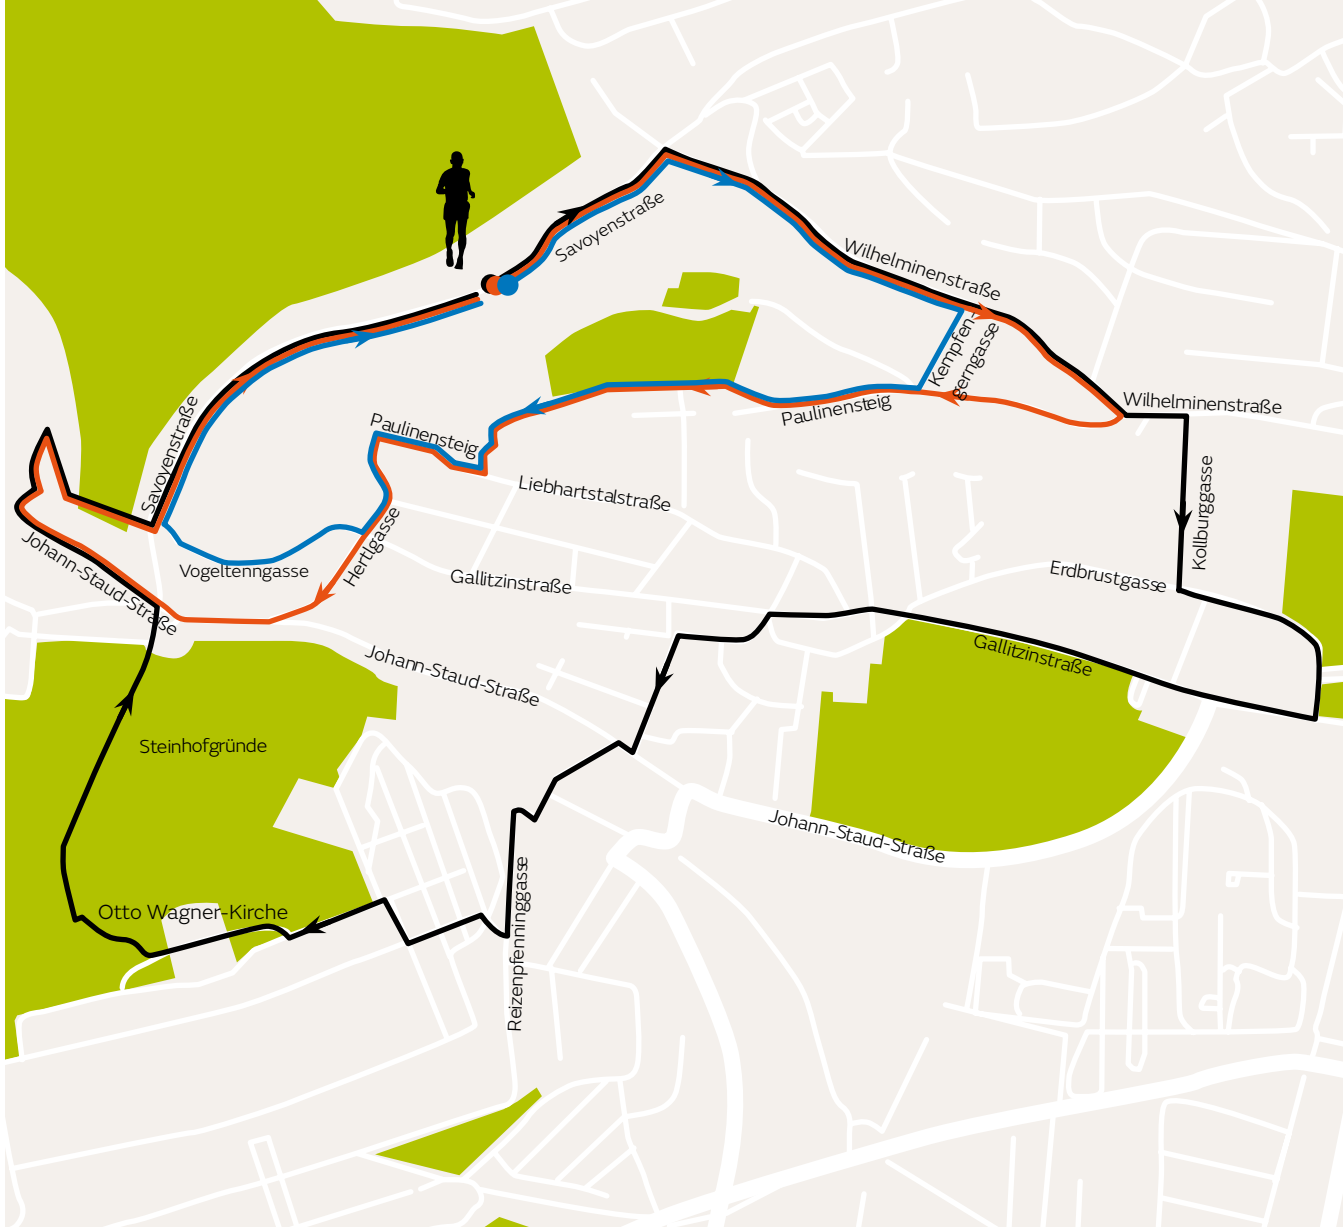 Savoyenstraße
Wilhelminenstraße
Kempfen-
gerngasse
Wilhelminenstraße
Paulinensteig
Paulinensteig
Savoyenstraße
Liebhartstalstraße
Kollburggasse
Hertlgasse
Johann-Staud-Straße
Vogeltenngasse
Gallitzinstraße
Erdbrustgasse
Gallitzinstraße
Johann-Staud-Straße
Steinhofgründe
Johann-Staud-Straße
Otto Wagner-Kirche
Reizenpfenninggasse